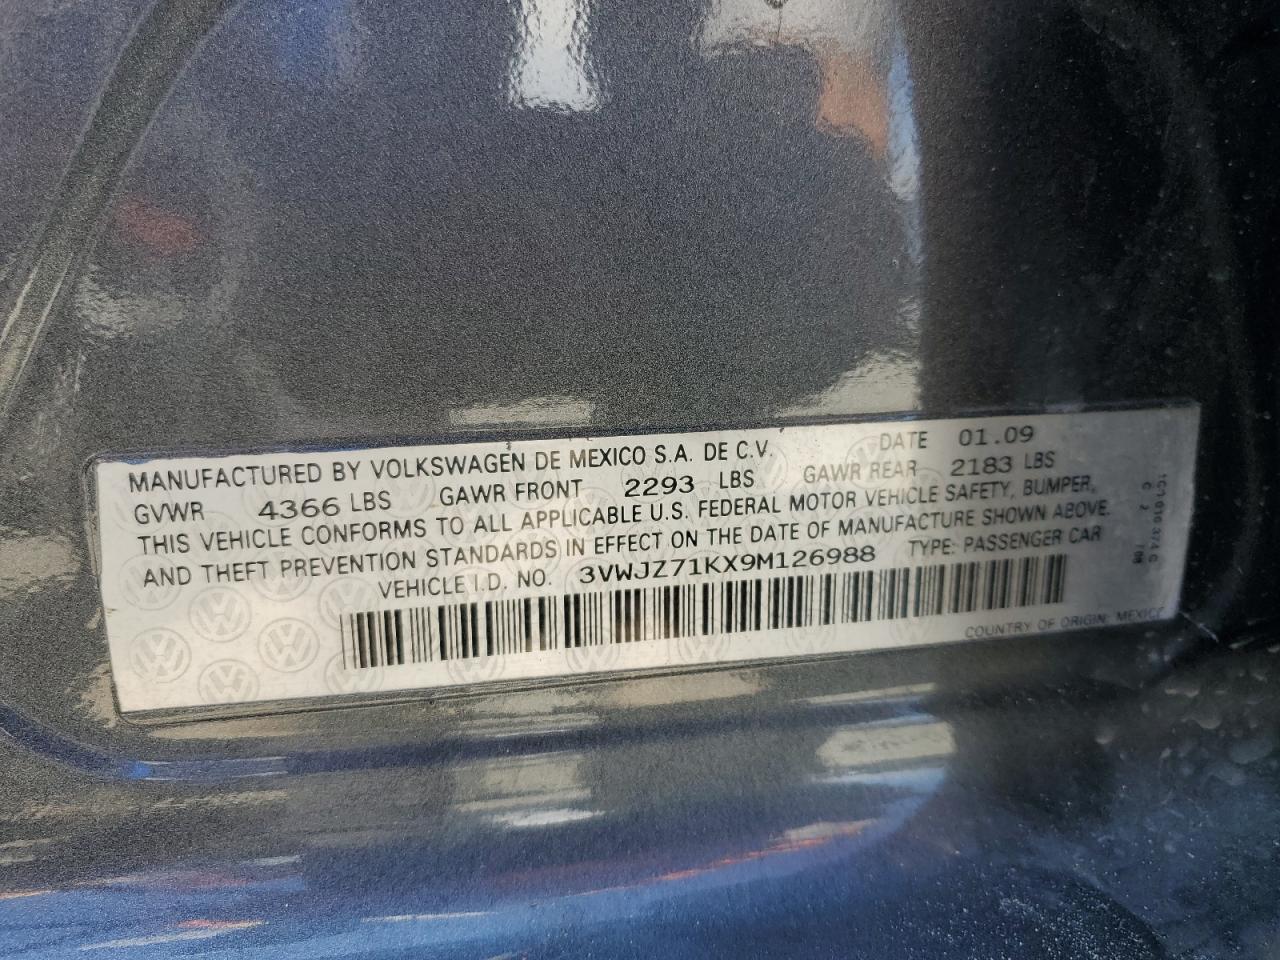 MANUFACTURED BY VOLKSWAGEN DE MEXICO S.A. DE C.V. DATE 01.09
GVWR 4366 LBS GAWR FRONT 2293 LBS GAWR REAR 2183 LBS
THIS VEHICLE CONFORMS TO ALL APPLICABLE U.S. FEDERAL MOTOR VEHICLE SAFETY, BUMPER,
AND THEFT PREVENTION STANDARDS IN EFFECT ON THE DATE OF MANUFACTURE SHOWN ABOVE.
VEHICLE I.D. NO. 3VWJZ71KX9M126988 TYPE: PASSENGER CAR
COUNTRY OF ORIGIN: MEXICO